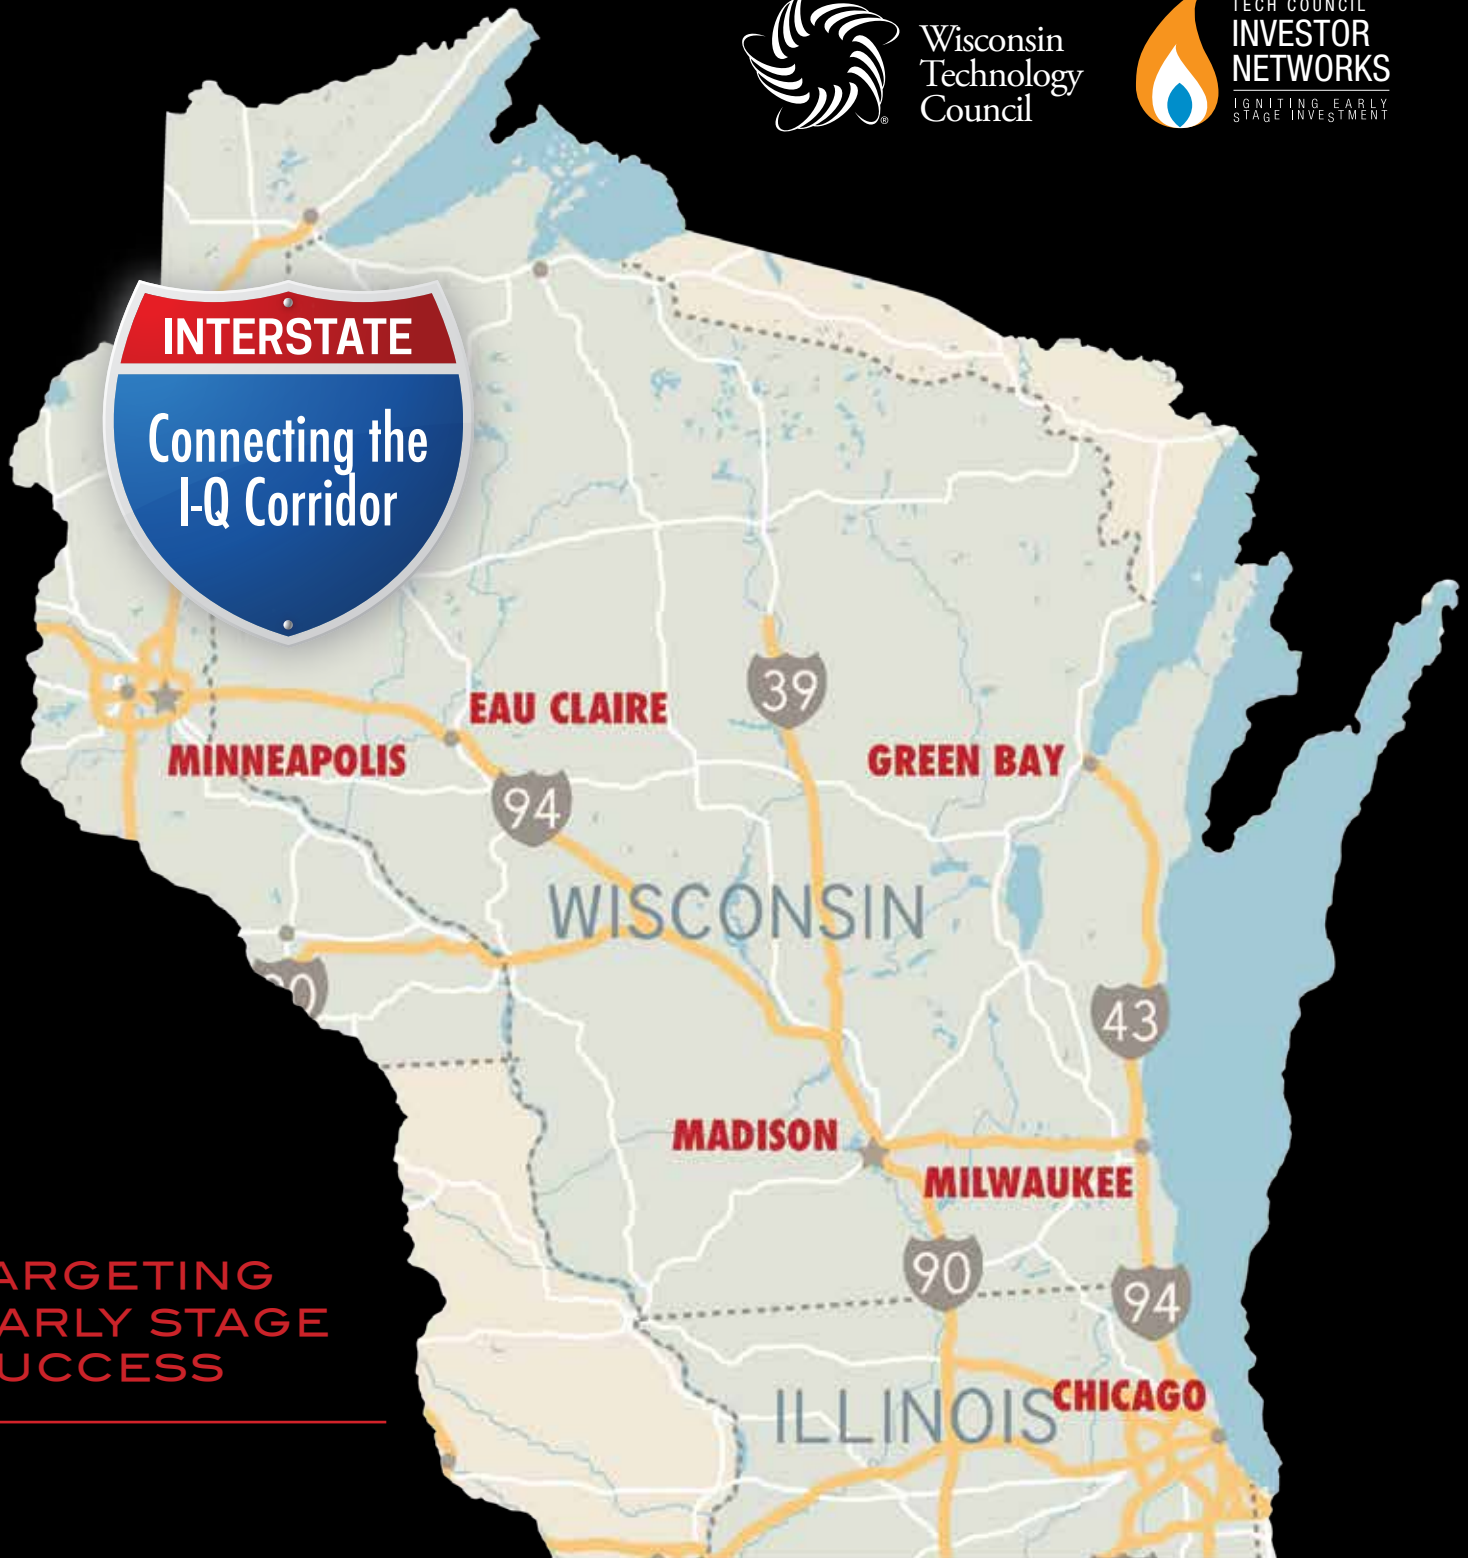 TECH COUNCIL
INVESTOR
NETWORKS
IGNITING EARLY
STAGE INVESTMENT
Wisconsin
Technology
Council
®
INTERSTATE
Connecting the
I-Q Corridor
39
EAU CLAIRE
MINNEAPOLIS
GREEN BAY
94
WISCONSIN
90
43
MADISON
MILWAUKEE
90
94
ARGETING
ARLY STAGE
UCCESS
CHICAGO
ILLINOIS